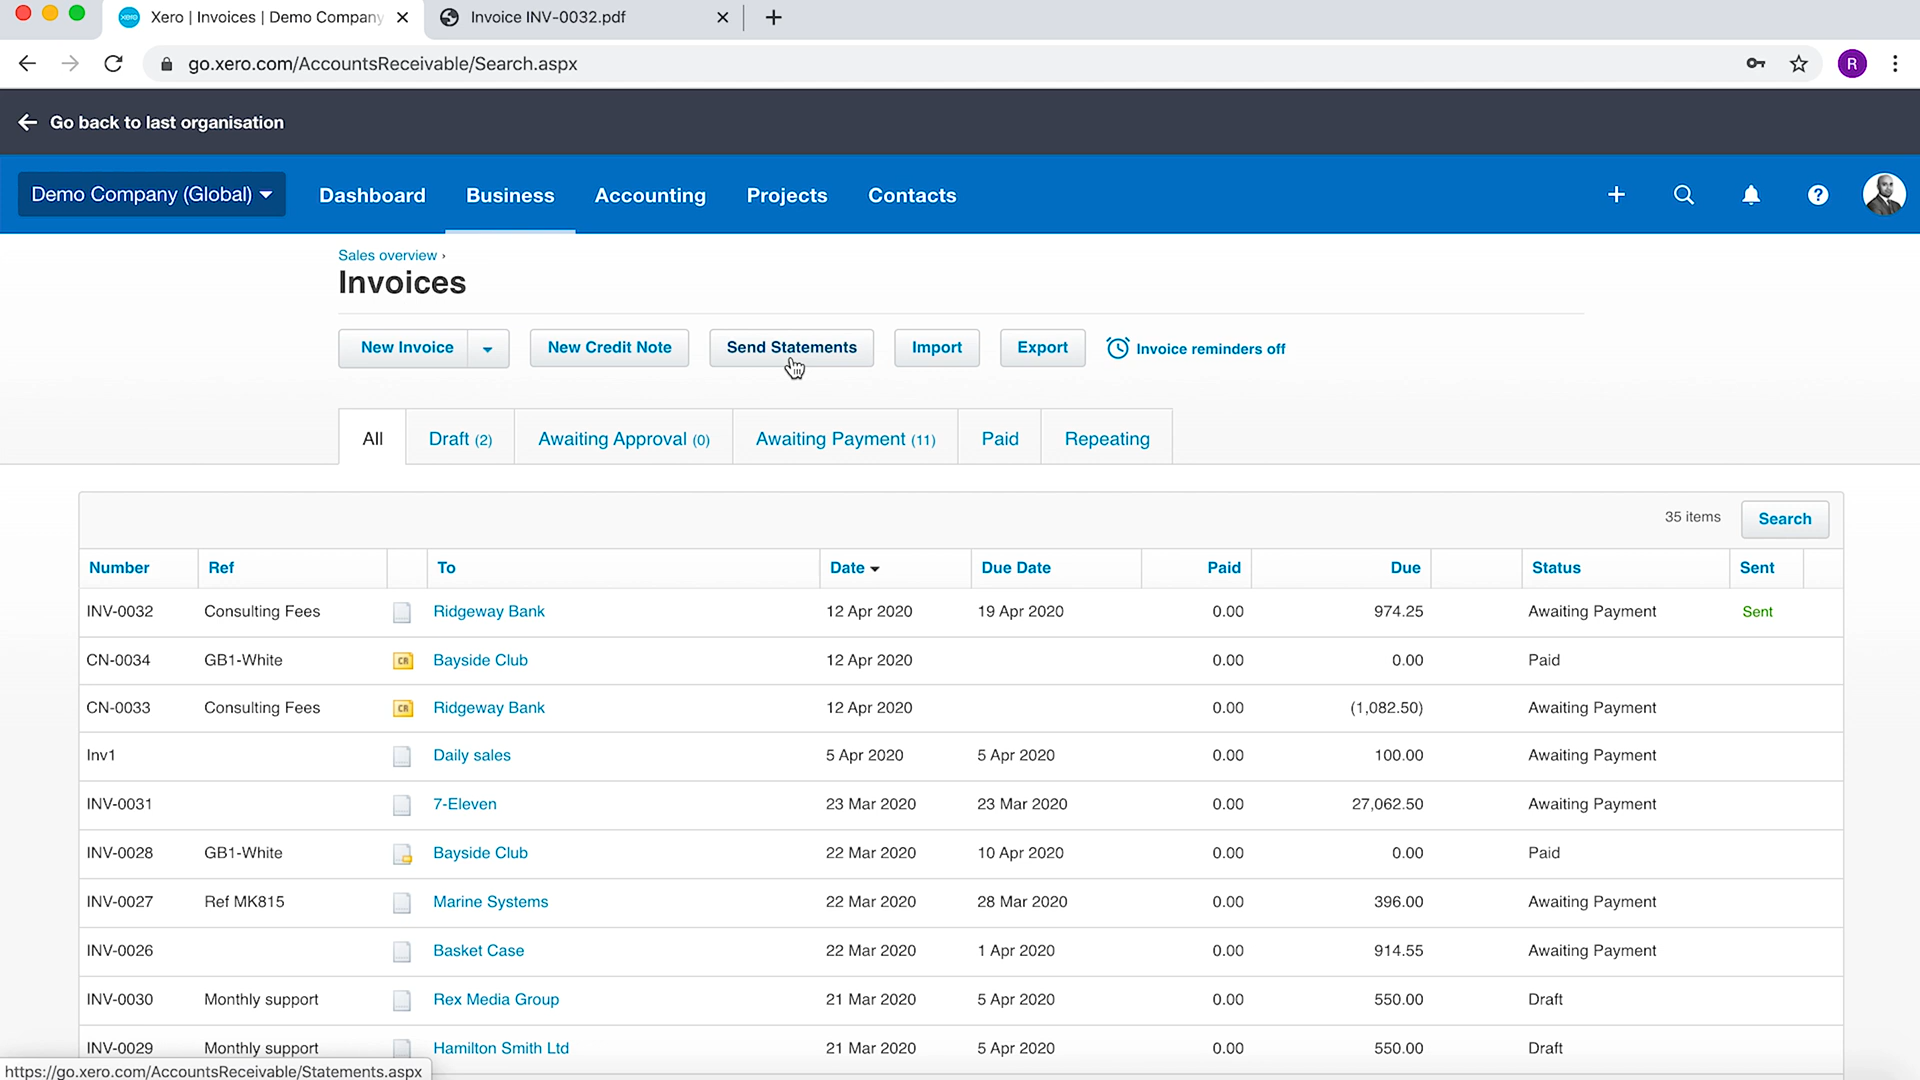 Xero | Invoices | Demo Company
Invoice INV-0032.pdf
go.xero.com/AccountsReceivable/Search.aspx
R
Go back to last organisation
Demo Company (Global) Dashboard Business Accounting Projects Contacts
Sales overview ›
Invoices
New Invoice New Credit Note Send Statements Import Export Invoice reminders off
All Draft (2) Awaiting Approval (0) Awaiting Payment (11) Paid Repeating
35 items Search
Number Ref To Date Due Date Paid Due Status Sent
INV-0032 Consulting Fees Ridgeway Bank 12 Apr 2020 19 Apr 2020 0.00 974.25 Awaiting Payment Sent
CN-0034 GB1-White CR Bayside Club 12 Apr 2020 0.00 0.00 Paid
CN-0033 Consulting Fees CR Ridgeway Bank 12 Apr 2020 0.00 (1,082.50) Awaiting Payment
Inv1 Daily sales 5 Apr 2020 5 Apr 2020 0.00 100.00 Awaiting Payment
INV-0031 7-Eleven 23 Mar 2020 23 Mar 2020 0.00 27,062.50 Awaiting Payment
INV-0028 GB1-White Bayside Club 22 Mar 2020 10 Apr 2020 0.00 0.00 Paid
INV-0027 Ref MK815 Marine Systems 22 Mar 2020 28 Mar 2020 0.00 396.00 Awaiting Payment
INV-0026 Basket Case 22 Mar 2020 1 Apr 2020 0.00 914.55 Awaiting Payment
INV-0030 Monthly support Rex Media Group 21 Mar 2020 5 Apr 2020 0.00 550.00 Draft
INV-0029 Monthly support Hamilton Smith Ltd 21 Mar 2020 5 Apr 2020 0.00 550.00 Draft
https://go.xero.com/AccountsReceivable/Statements.aspx